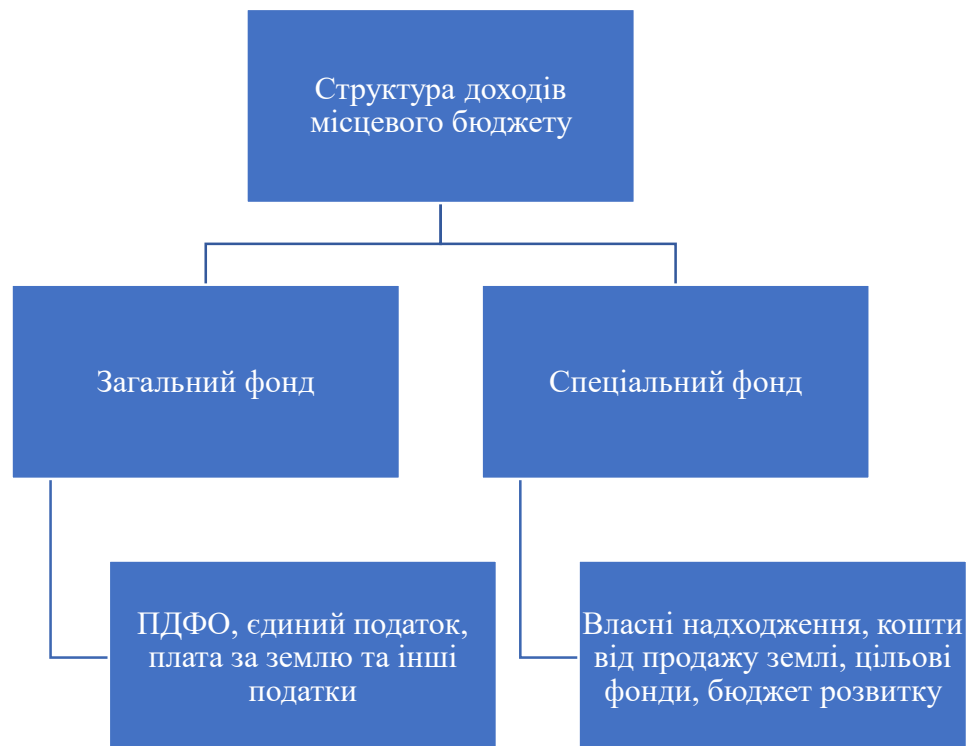 Структура доходів
місцевого бюджету
Загальний фонд
Спеціальний фонд
ПДФО, єдиний податок,
плата за землю та інші
податки
Власні надходження, кошти
від продажу землі, цільові
фонди, бюджет розвитку